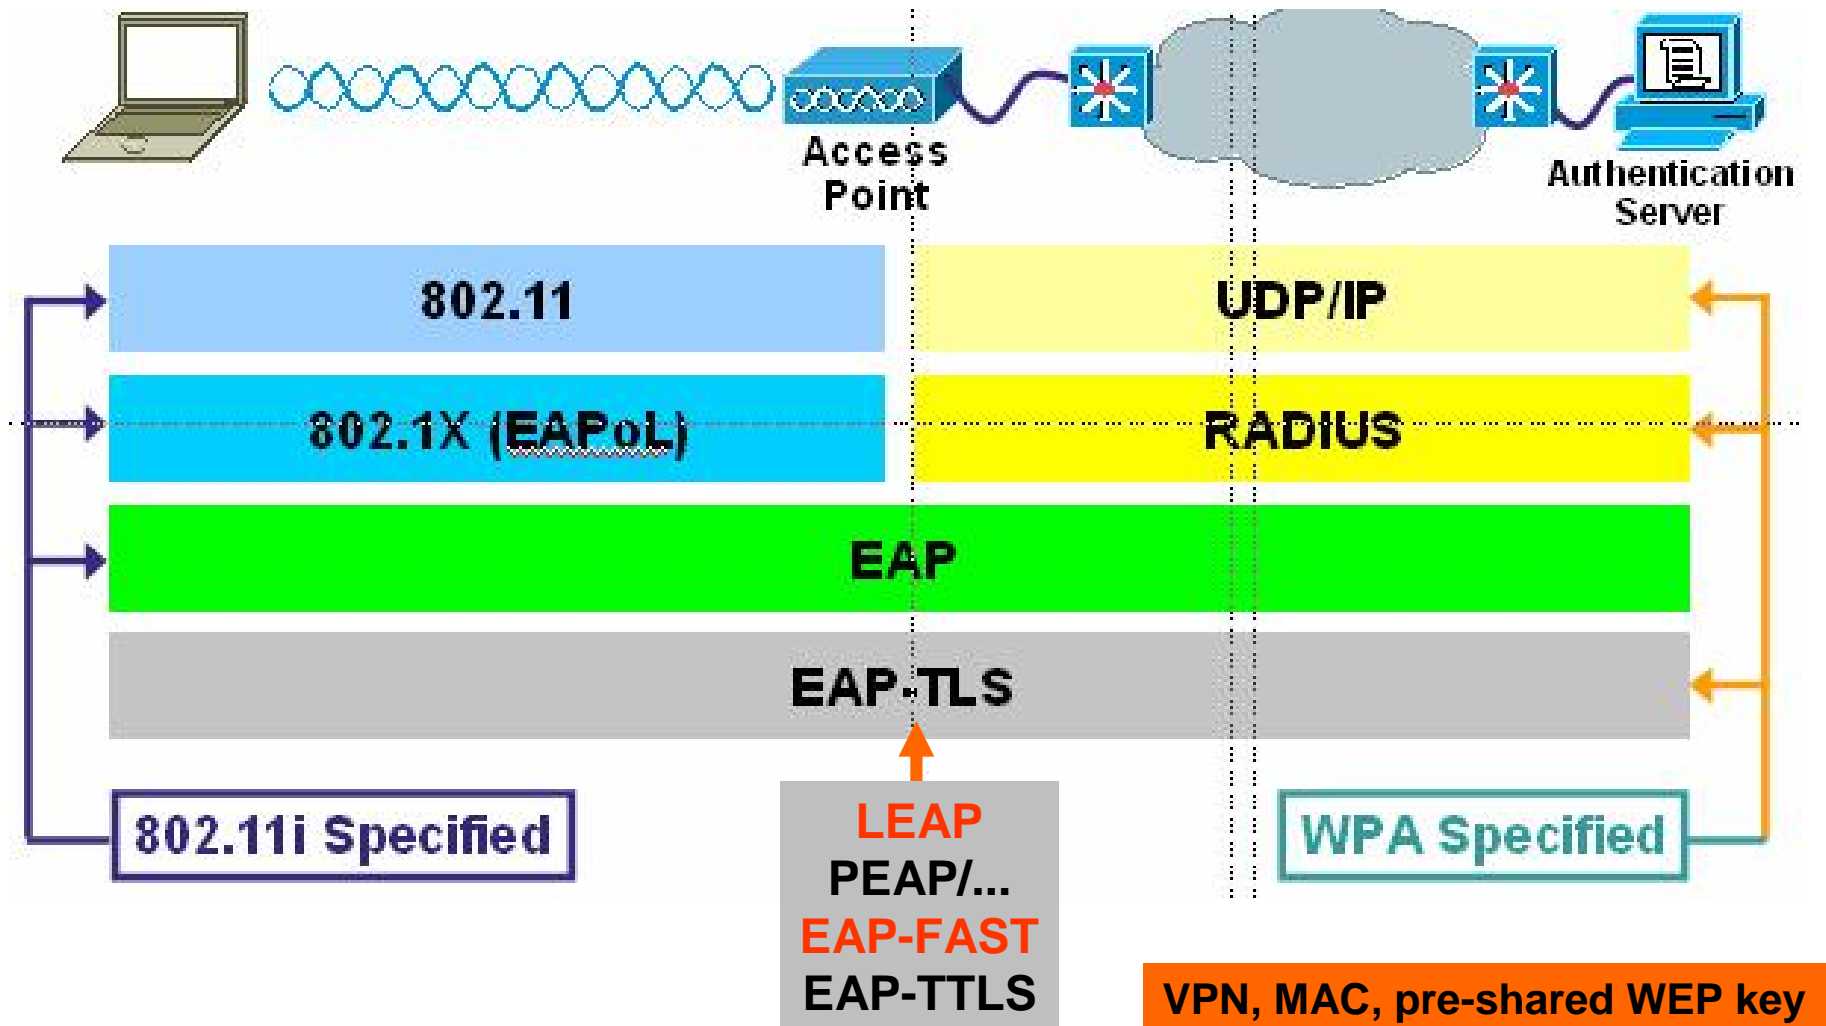 Access
Point
Authentication
Server
802.11
UDP/IP
802.1X (EAPoL)
RADIUS
EAP
EAP-TLS
802.11i Specified
WPA Specified
LEAP
PEAP/...
EAP-FAST
EAP-TTLS
VPN, MAC, pre-shared WEP key